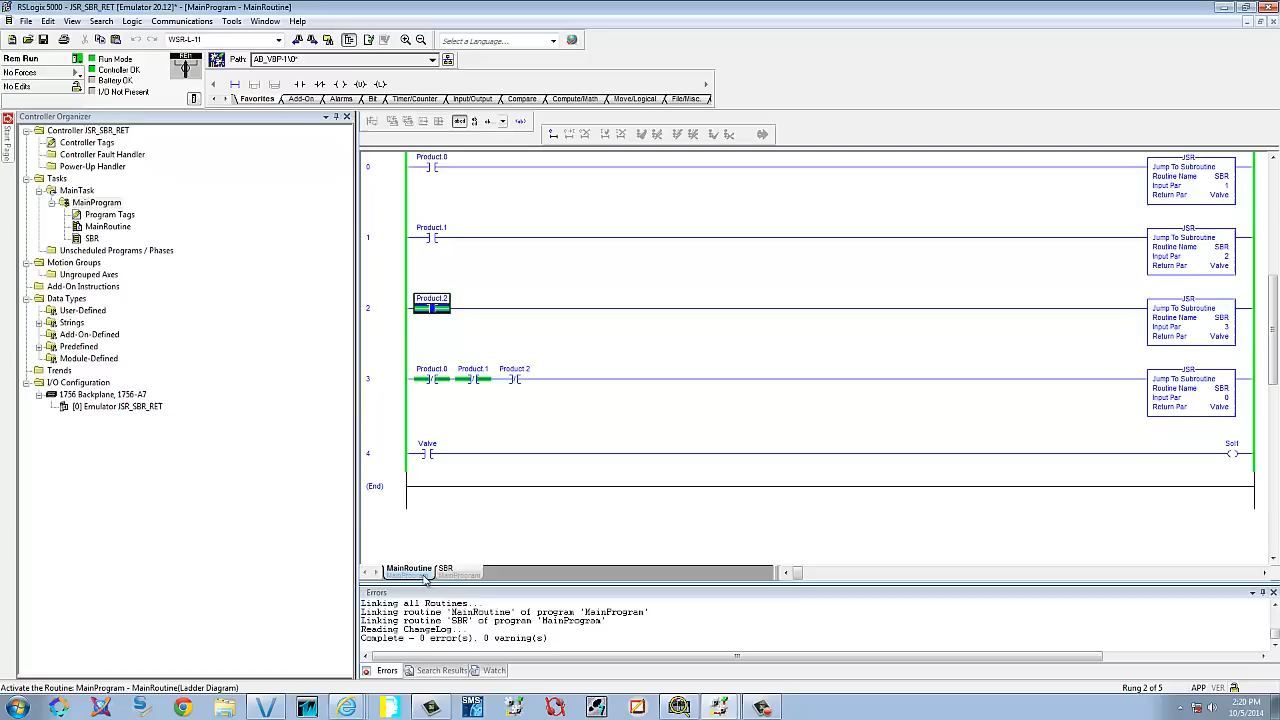 RSLogix 5000 - JSR_SBR_RET [Emulator 20.12]* - [MainProgram - MainRoutine]
File Edit View Search Logic Communications Tools Window Help
WSR-L-11
Select a Language...
Rem Run
No Forces
No Edits
Run Mode
Controller OK
Battery OK
I/O Not Present
REM
Path: AB_VBP-1\0*
Favorites Add-On Alarms Bit Timer/Counter Input/Output Compare Compute/Math Move/Logical File/Misc.
Controller Organizer
Controller JSR_SBR_RET
Controller Tags
Controller Fault Handler
Power-Up Handler
Tasks
MainTask
MainProgram
Program Tags
MainRoutine
SBR
Unscheduled Programs / Phases
Motion Groups
Ungrouped Axes
Add-On Instructions
Data Types
User-Defined
Strings
Add-On-Defined
Predefined
Module-Defined
Trends
I/O Configuration
1756 Backplane, 1756-A7
[0] Emulator JSR_SBR_RET
0
Product.0
JSR
Jump To Subroutine
Routine Name SBR
Input Par 1
Return Par Valve
1
Product.1
JSR
Jump To Subroutine
Routine Name SBR
Input Par 2
Return Par Valve
2
Product.2
JSR
Jump To Subroutine
Routine Name SBR
Input Par 3
Return Par Valve
3
Product.0 Product.1 Product.2
JSR
Jump To Subroutine
Routine Name SBR
Input Par 0
Return Par Valve
4
Valve
(End)
MainRoutine SBR
MainProgram MainProgram
Errors
Linking all Routines...
Linking routine 'MainRoutine' of program 'MainProgram'
Linking routine 'SBR' of program 'MainProgram'
Reading ChangeLog...
Complete - 0 error(s), 0 warning(s)
Errors Search Results Watch
Activate the Routine: MainProgram - MainRoutine(Ladder Diagram)
Rung 2 of 5 APP VER
SMS
2:20 PM
10/5/2014